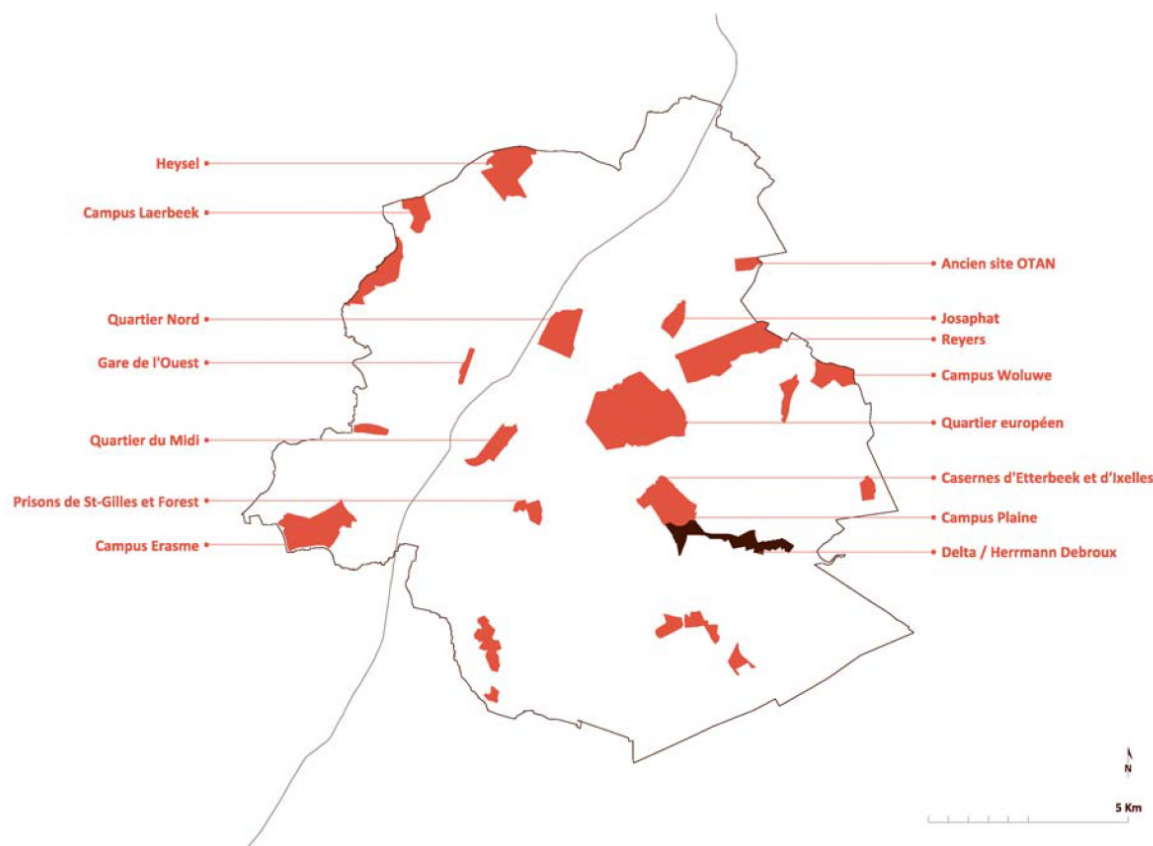 Heysel
Campus Laerbeek
Quartier Nord
Gare de l'Ouest
Quartier du Midi
Prisons de St-Gilles et Forest
Campus Erasme
Ancien site OTAN
Josaphat
Reyers
Campus Woluwe
Quartier européen
Casernes d'Etterbeek et d'Ixelles
Campus Plaine
Delta / Herrmann Debroux
N
5 Km